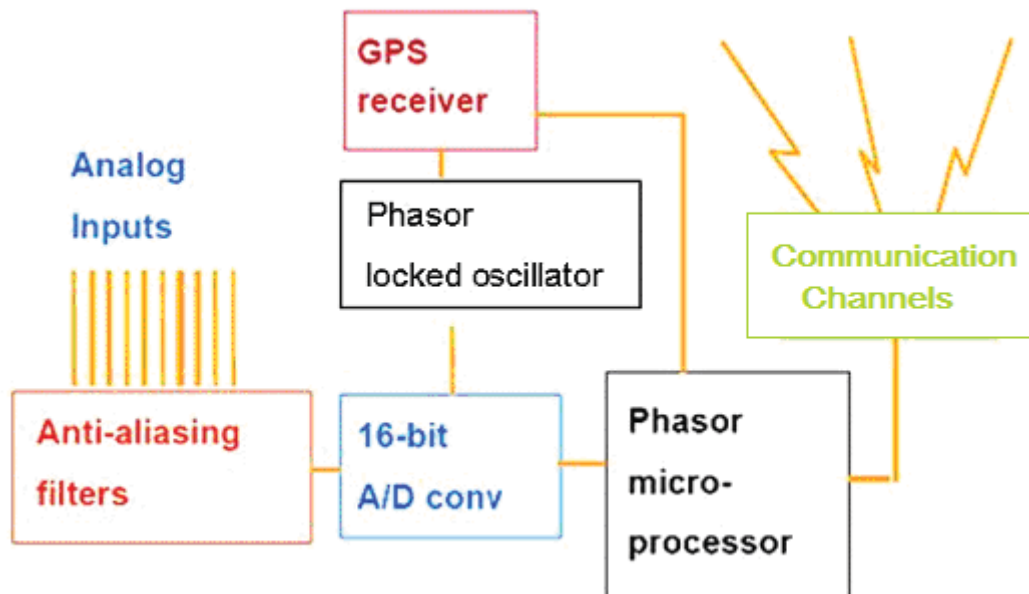 GPS
receiver
Analog
Inputs
Phasor
locked oscillator
Communication
Channels
Anti-aliasing
filters
16-bit
A/D conv
Phasor
micro-
processor